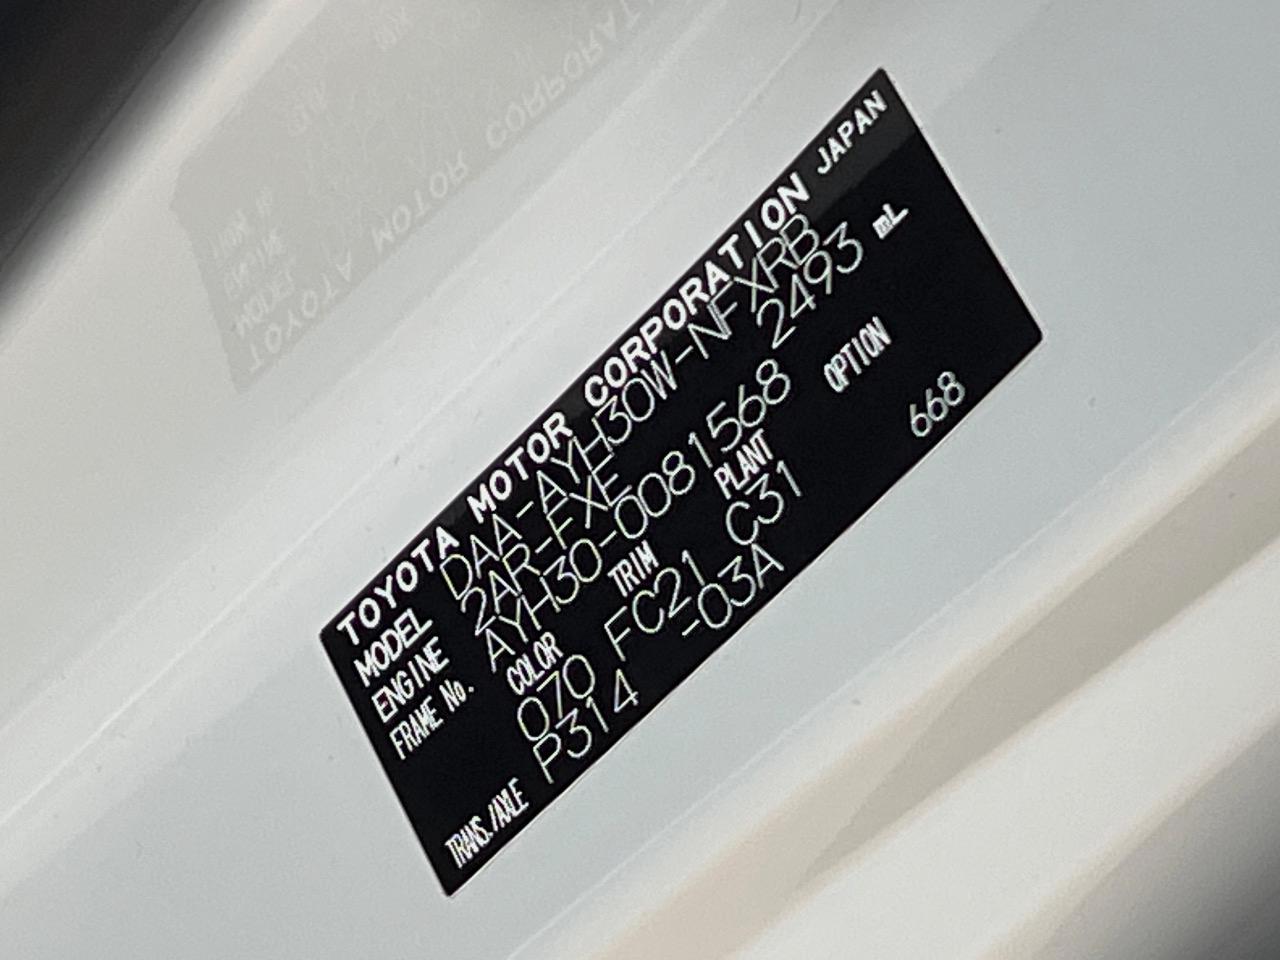 TOYOTA MOTOR CORPORATION JAPAN
MODEL DAA-AYH30W-NFXRB
ENGINE 2AR-FXE 2493 mL
FRAME No. AYH30-0081568
COLOR TRIM PLANT OPTION
070 FC21 C31 668
TRANS./AXLE P314 -03A